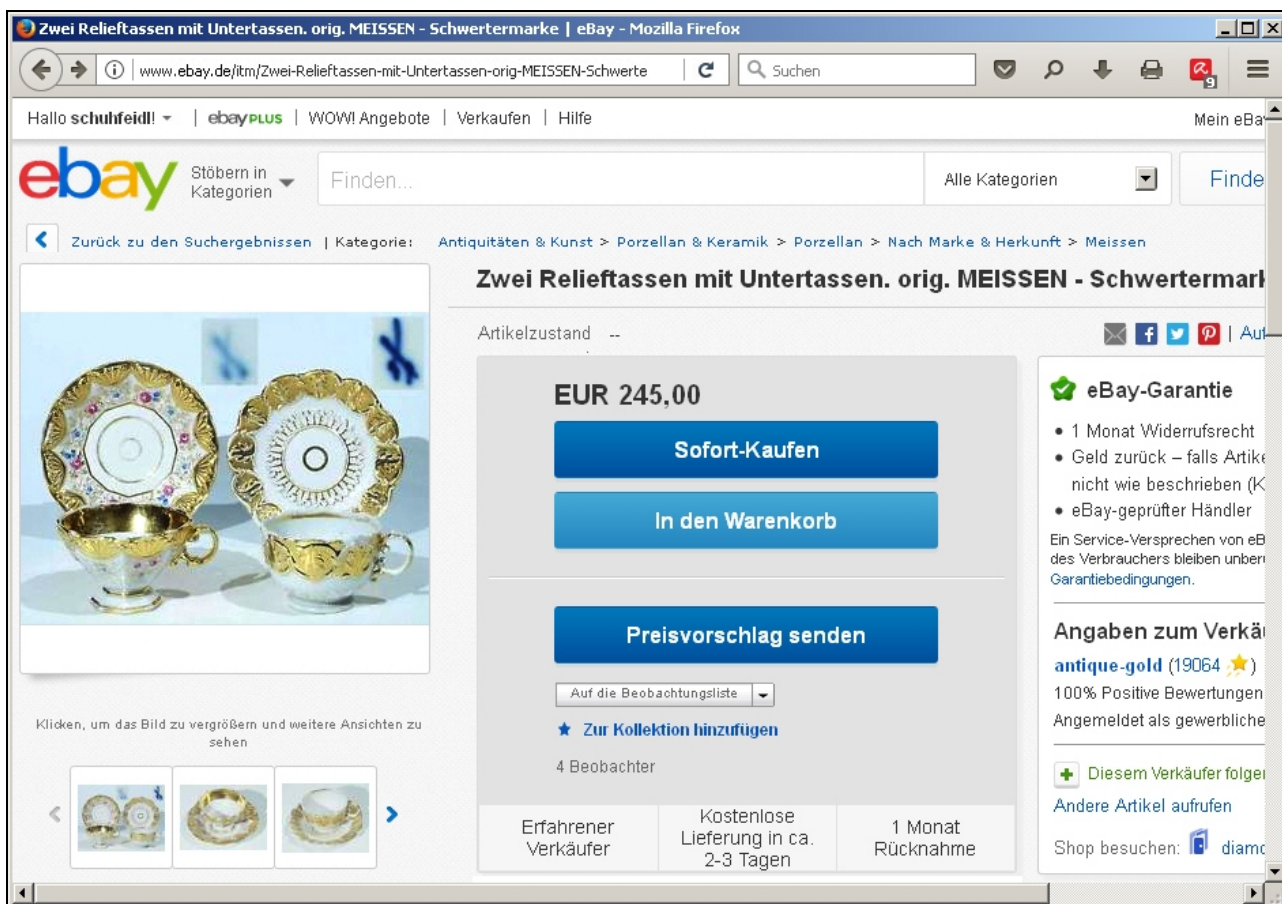 Zwei Relieftassen mit Untertassen. orig. MEISSEN - Schwertermarke | eBay - Mozilla Firefox
www.ebay.de/itm/Zwei-Relieftassen-mit-Untertassen-orig-MEISSEN-Schwerte
Suchen
9
Hallo schuhfeidl! | ebay PLUS | WOW! Angebote | Verkaufen | Hilfe
Mein eBa
ebay
Stöbern in
Kategorien
Finden...
Alle Kategorien
Finde
Zurück zu den Suchergebnissen | Kategorie: Antiquitäten & Kunst > Porzellan & Keramik > Porzellan > Nach Marke & Herkunft > Meissen
Zwei Relieftassen mit Untertassen. orig. MEISSEN - Schwertermark
Artikelzustand --
| Auf
EUR 245,00
Sofort-Kaufen
In den Warenkorb
Preisvorschlag senden
Auf die Beobachtungsliste
Zur Kollektion hinzufügen
4 Beobachter
Erfahrener
Verkäufer
Kostenlose
Lieferung in ca.
2-3 Tagen
1 Monat
Rücknahme
Klicken, um das Bild zu vergrößern und weitere Ansichten zu
sehen
eBay-Garantie
• 1 Monat Widerrufsrecht
• Geld zurück – falls Artike
nicht wie beschrieben (K
• eBay-geprüfter Händler
Ein Service-Versprechen von eB
des Verbrauchers bleiben unber
Garantiebedingungen.
Angaben zum Verkä
antique-gold (19064 )
100% Positive Bewertungen
Angemeldet als gewerbliche
Diesem Verkäufer folge
Andere Artikel aufrufen
Shop besuchen: diamo